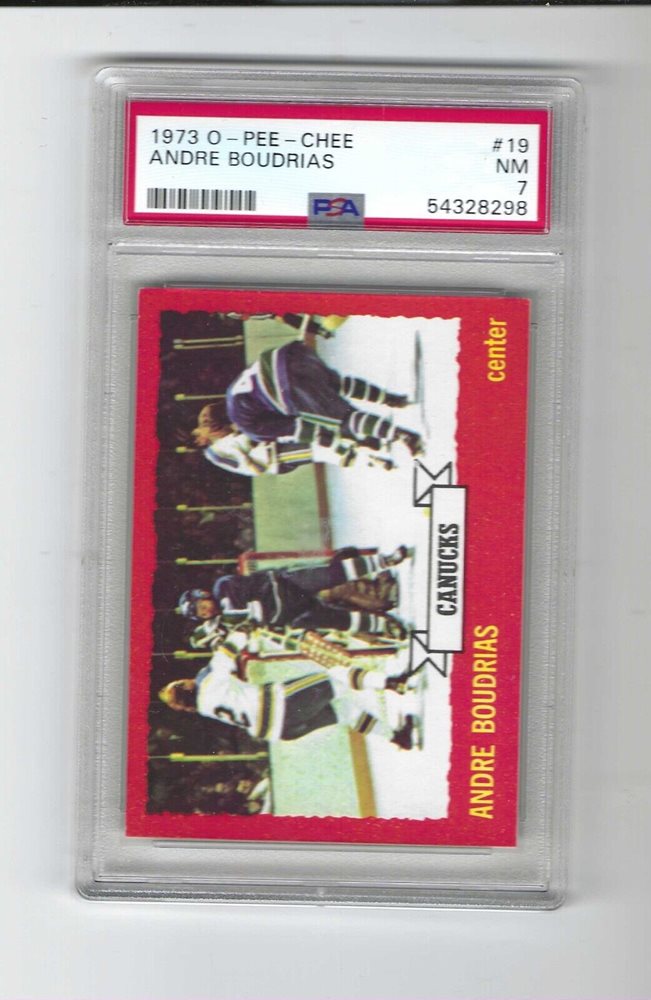 1973 O-PEE-CHEE #19
ANDRE BOUDRIAS NM
7
PSA 54328298
center
CANUCKS
ANDRE BOUDRIAS